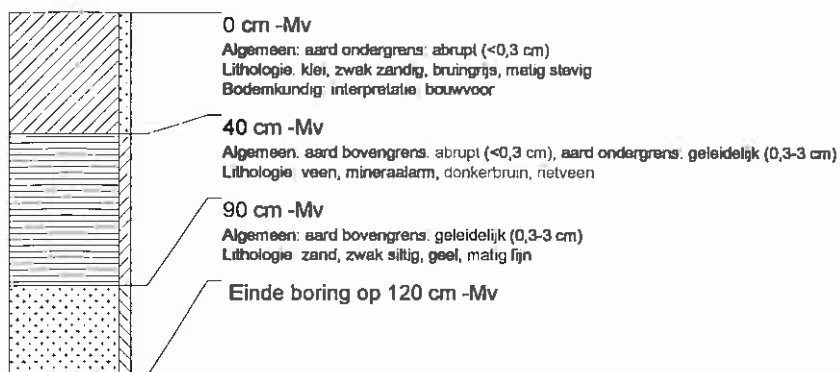 0 cm -Mv
Algemeen: aard ondergrens: abrupt (<0,3 cm)
Lithologie: klei, zwak zandig, bruingrijs, matig stevig
Bodemkundig: interpretatie: bouwvoor
40 cm -Mv
Algemeen: aard bovengrens: abrupt (<0,3 cm), aard ondergrens: geleidelijk (0,3-3 cm)
Lithologie: veen, mineraalarm, donkerbruin, rietveen
90 cm -Mv
Algemeen: aard bovengrens: geleidelijk (0,3-3 cm)
Lithologie: zand, zwak siltig, geel, matig fijn
Einde boring op 120 cm -Mv